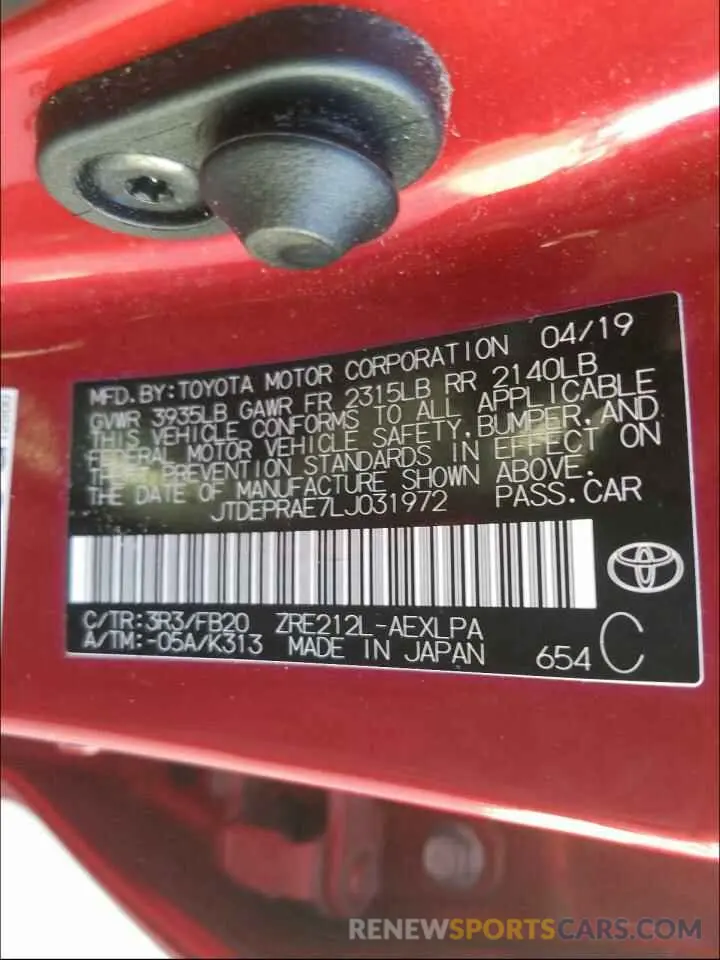 MFD.BY:TOYOTA MOTOR CORPORATION 04/19
GVWR 3935LB GAWR FR 2315LB RR 2140LB
THIS VEHICLE CONFORMS TO ALL APPLICABLE
FEDERAL MOTOR VEHICLE SAFETY,BUMPER,AND
THEFT PREVENTION STANDARDS IN EFFECT ON
THE DATE OF MANUFACTURE SHOWN ABOVE.
JTDEPRAE7LJ031972 PASS.CAR
C/TR:3R3/FB20 ZRE212L-AEXLPA
A/TM:-05A/K313 MADE IN JAPAN 654 C
RENEWSPORTSCARS.COM